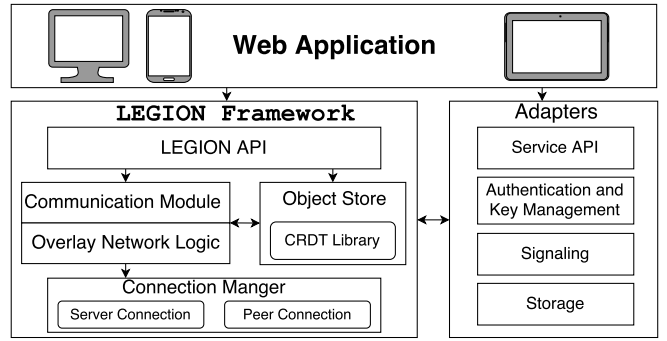 Web Application
LEGION Framework
LEGION API
Communication Module
Overlay Network Logic
Object Store
CRDT Library
Connection Manger
Server Connection
Peer Connection
Adapters
Service API
Authentication and
Key Management
Signaling
Storage